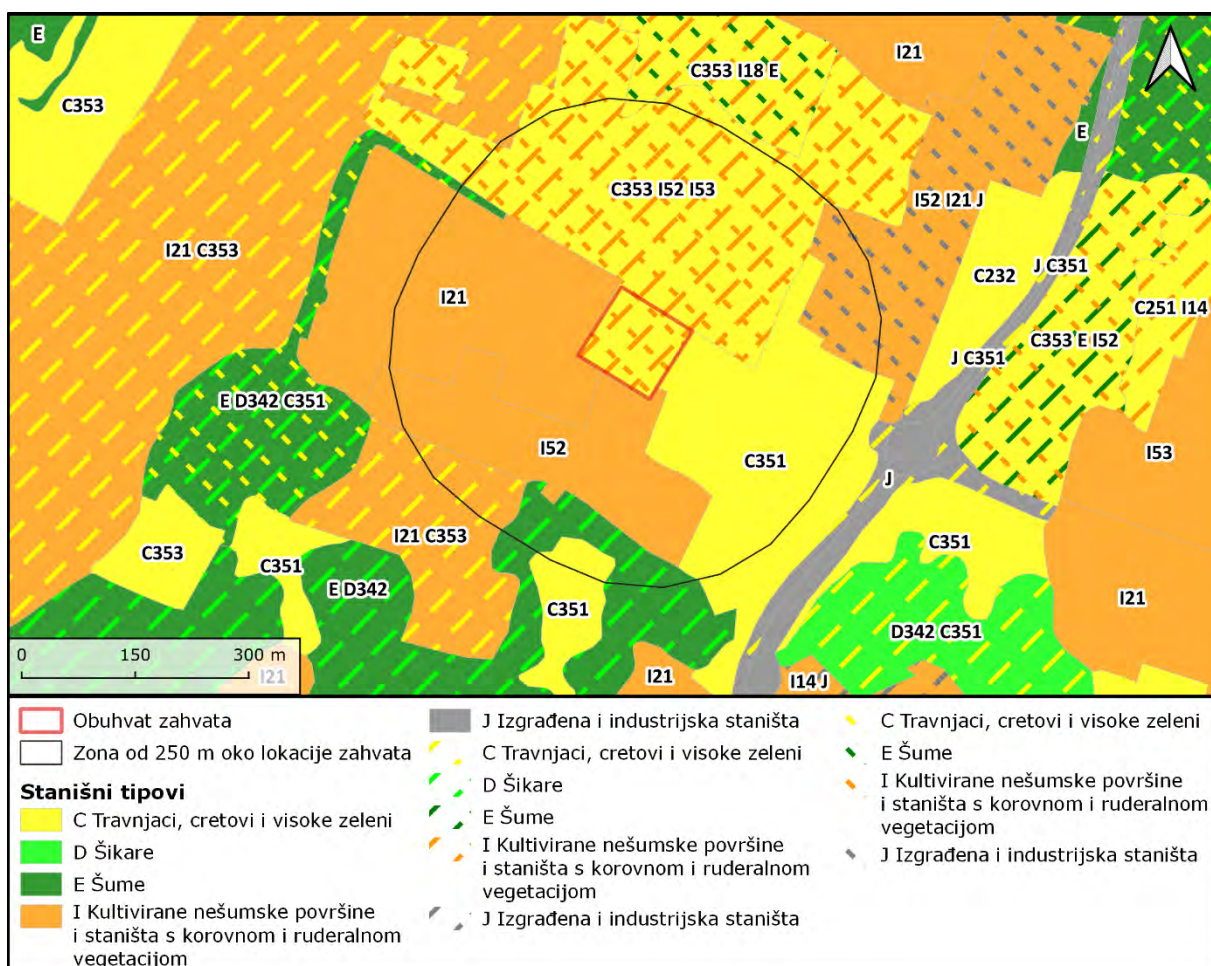 E
C353
C353 I18 E
I21
E
C353 I52 I53
I52 I21 J
I21 C353
C232
J C351
I21
C251 I14
C353 E I52
J C351
E D342 C351
I52
C351
I53
J
I21 C353
C353
C351
C351
E D342
C351
I21
D342 C351
0 150 300 m
I21
I21
I14 J
Obuhvat zahvata
Zona od 250 m oko lokacije zahvata
Stanišni tipovi
C Travnjaci, cretovi i visoke zeleni
D Šikare
E Šume
I Kultivirane nešumske površine
i staništa s korovnom i ruderalnom
vegetacijom
J Izgrađena i industrijska staništa
C Travnjaci, cretovi i visoke zeleni
D Šikare
E Šume
I Kultivirane nešumske površine
i staništa s korovnom i ruderalnom
vegetacijom
J Izgrađena i industrijska staništa
C Travnjaci, cretovi i visoke zeleni
E Šume
I Kultivirane nešumske površine
i staništa s korovnom i ruderalnom
vegetacijom
J Izgrađena i industrijska staništa